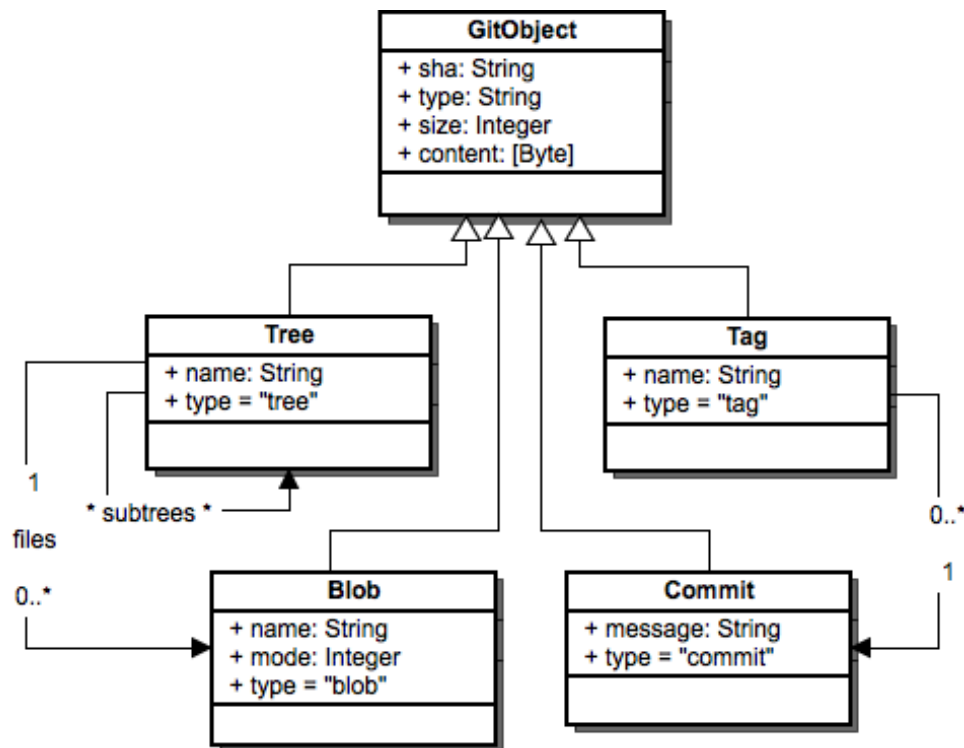 GitObject
+ sha: String
+ type: String
+ size: Integer
+ content: [Byte]
Tree
+ name: String
+ type = "tree"
Tag
+ name: String
+ type = "tag"
1
* subtrees *
files
0..*
0..*
1
Blob
+ name: String
+ mode: Integer
+ type = "blob"
Commit
+ message: String
+ type = "commit"